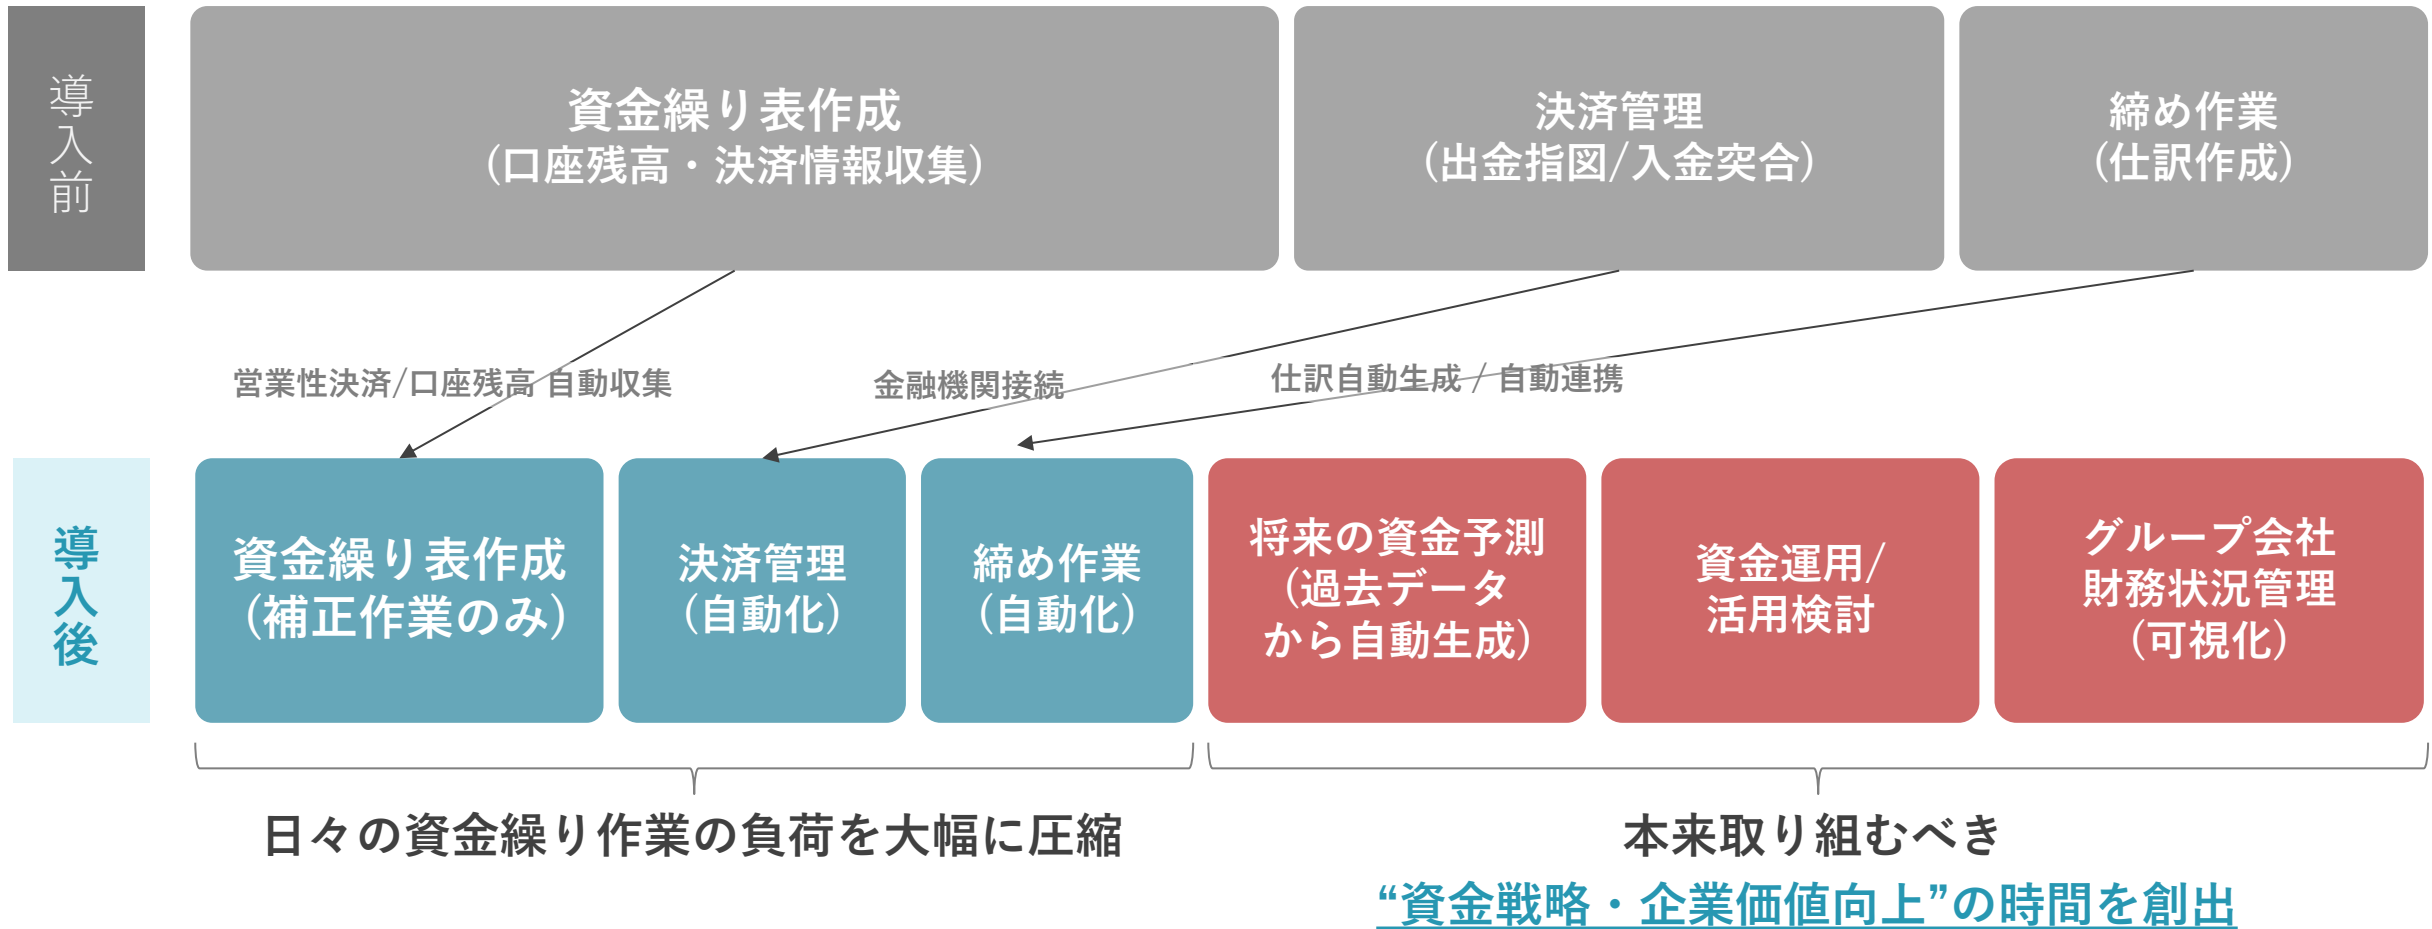 導入前
資金繰り表作成
(口座残高・決済情報収集)
決済管理
(出金指図/入金突合)
締め作業
(仕訳作成)
営業性決済/口座残高 自動収集
金融機関接続
仕訳自動生成 / 自動連携
導入後
資金繰り表作成
(補正作業のみ)
決済管理
(自動化)
締め作業
(自動化)
将来の資金予測
(過去データ
から自動生成)
資金運用/
活用検討
グループ会社
財務状況管理
(可視化)
日々の資金繰り作業の負荷を大幅に圧縮
本来取り組むべき
“資金戦略・企業価値向上”の時間を創出